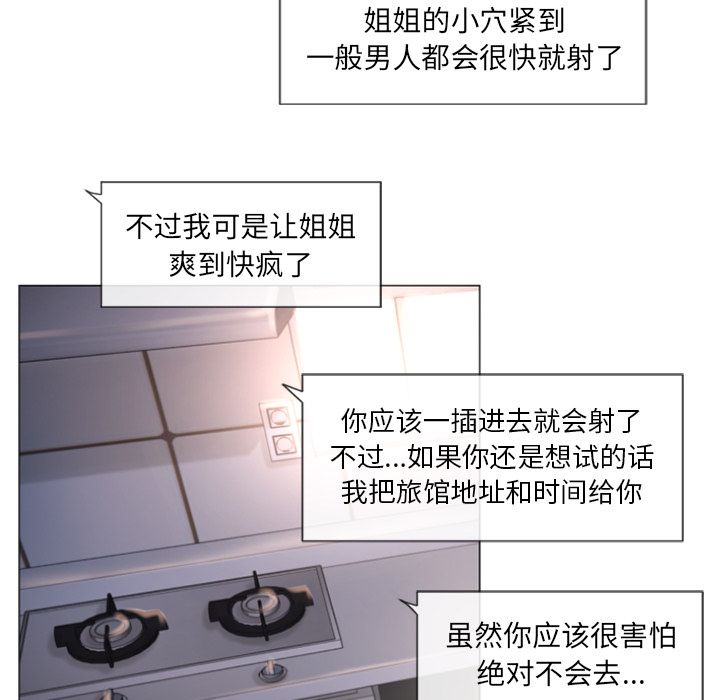 姐姐的小穴紧到
一般男人都会很快就射了
不过我可是让姐姐
爽到快疯了
你应该一插进去就会射了
不过...如果你还是想试的话
我把旅馆地址和时间给你
虽然你应该很害怕
绝对不会去...